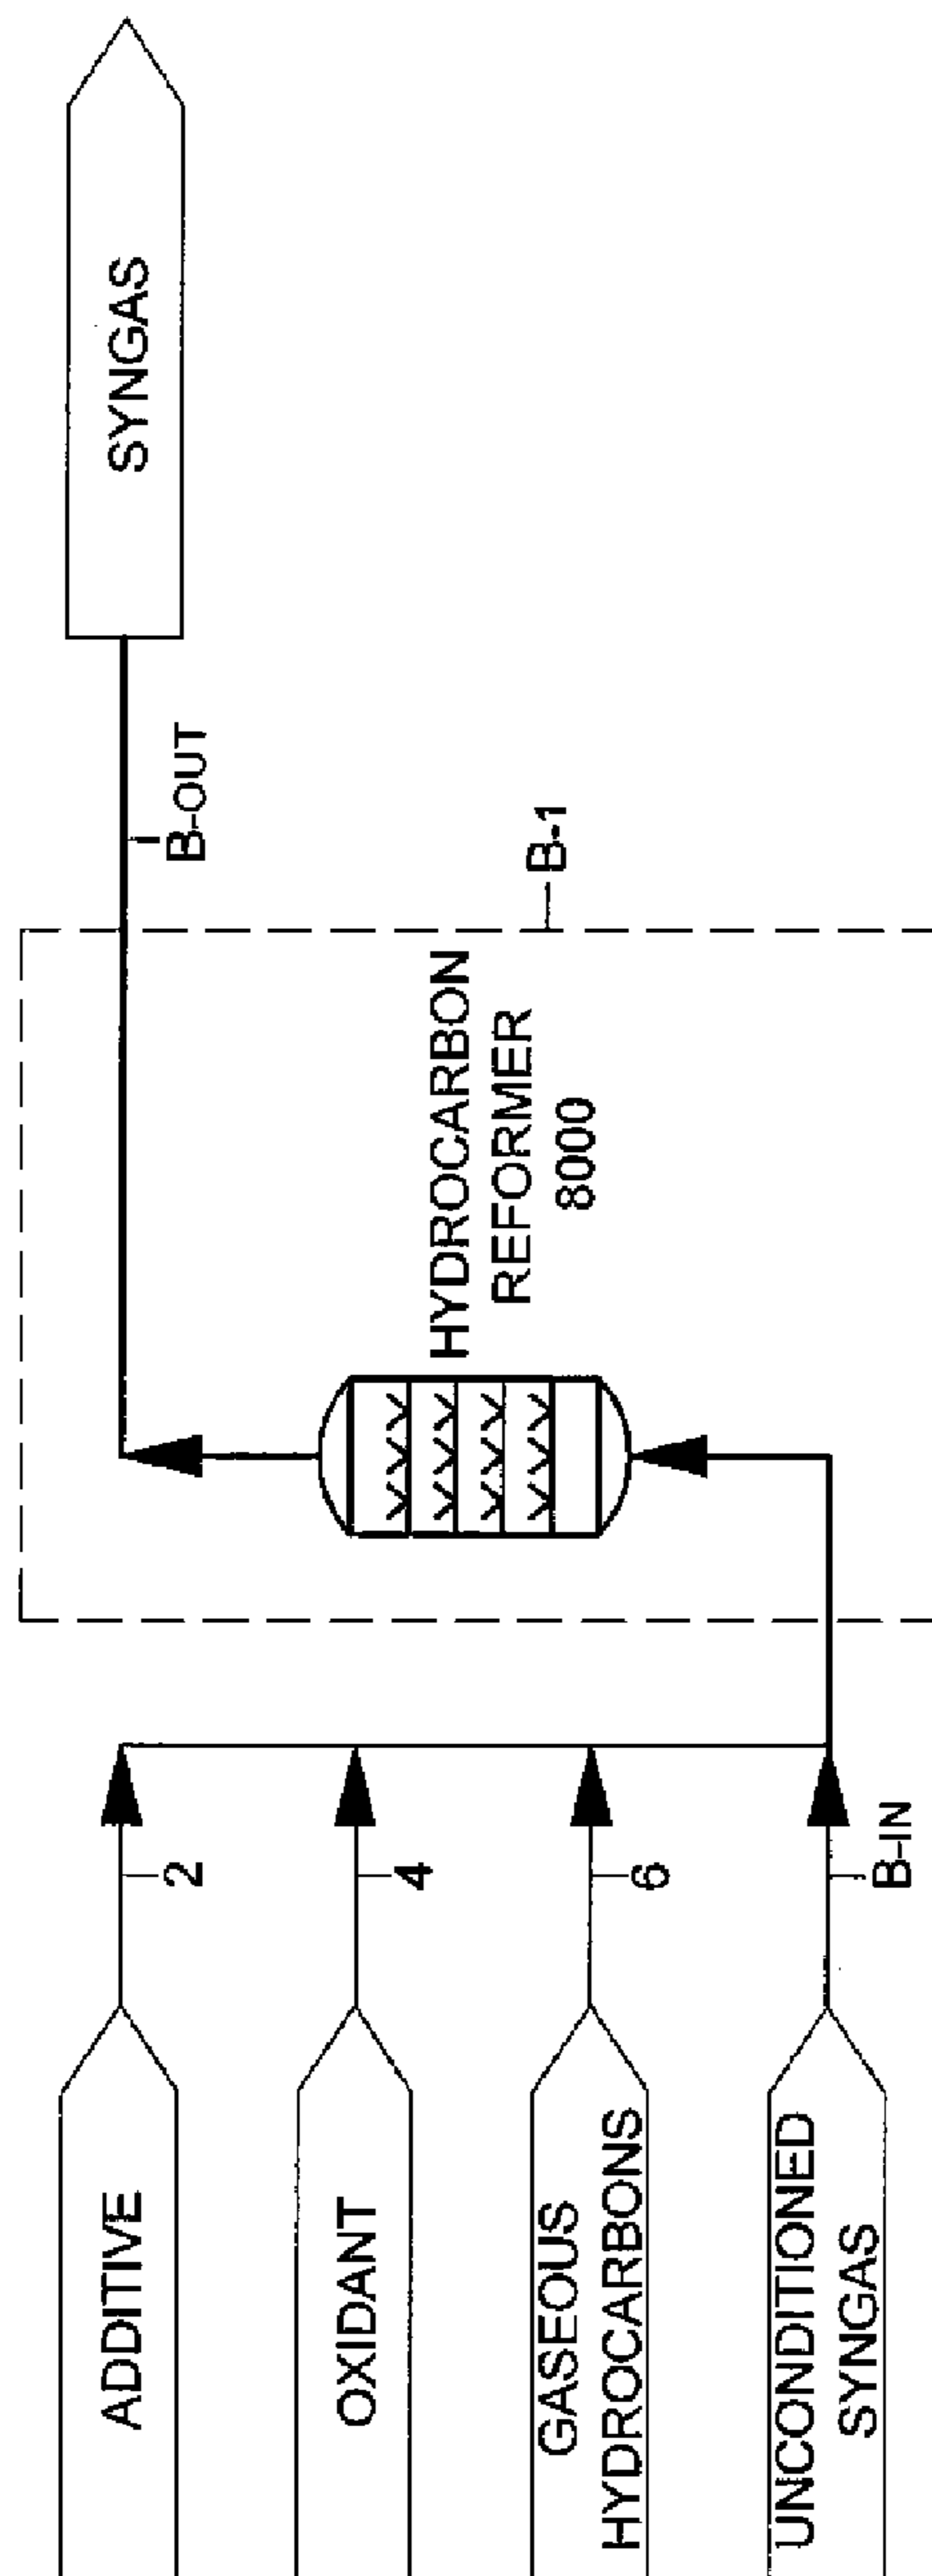 ADDITIVE
2
OXIDANT
4
GASEOUS
HYDROCARBONS
6
UNCONDITIONED
SYNGAS
B-IN
HYDROCARBON
REFORMER
8000
B-1
B-OUT
SYNGAS